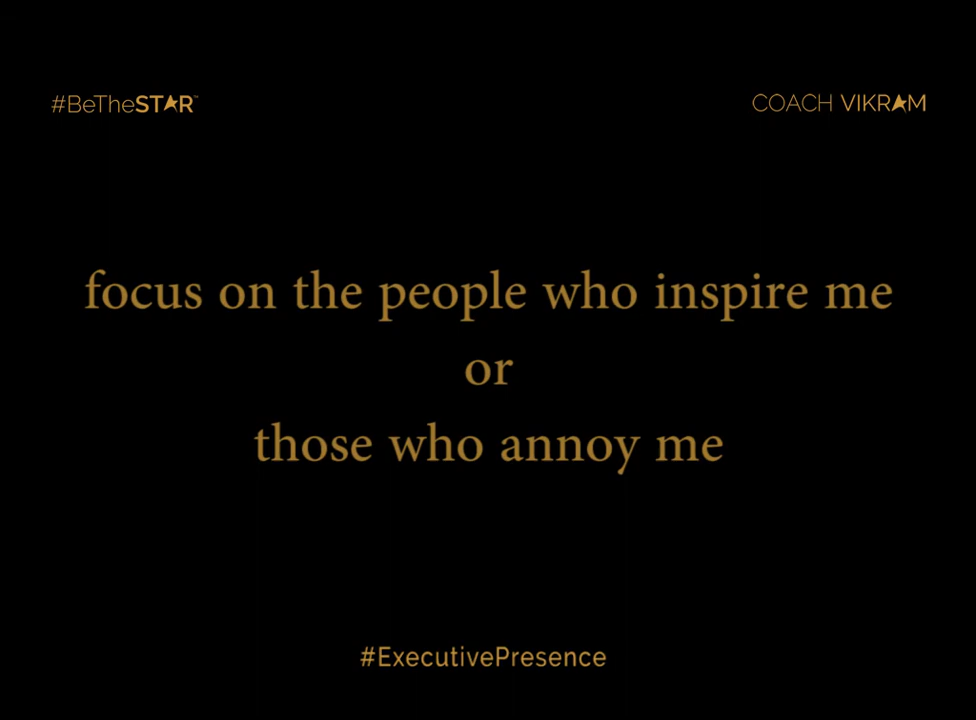 #BeTheSTAR™
COACH VIKRAM
focus on the people who inspire me
or
those who annoy me
#ExecutivePresence